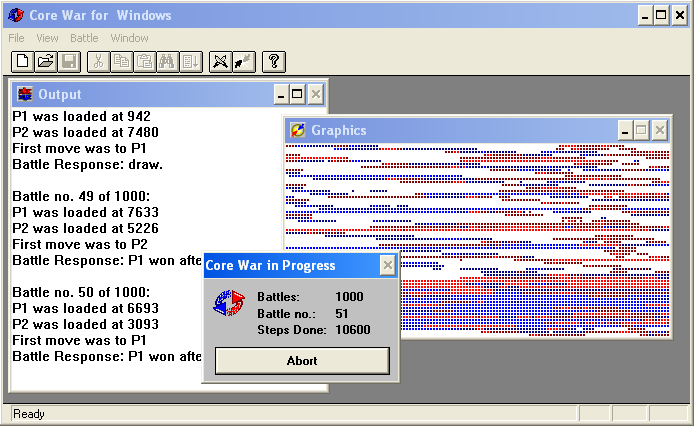 Core War for Windows
File View Battle Window
Output
P1 was loaded at 942
P2 was loaded at 7480
First move was to P1
Battle Response: draw.
Battle no. 49 of 1000:
P1 was loaded at 7633
P2 was loaded at 5226
First move was to P2
Battle Response: P1 won afte
Battle no. 50 of 1000:
P1 was loaded at 6693
P2 was loaded at 3093
First move was to P1
Battle Response: P1 won afte
Graphics
Core War in Progress
Battles: 1000
Battle no.: 51
Steps Done: 10600
Abort
Ready